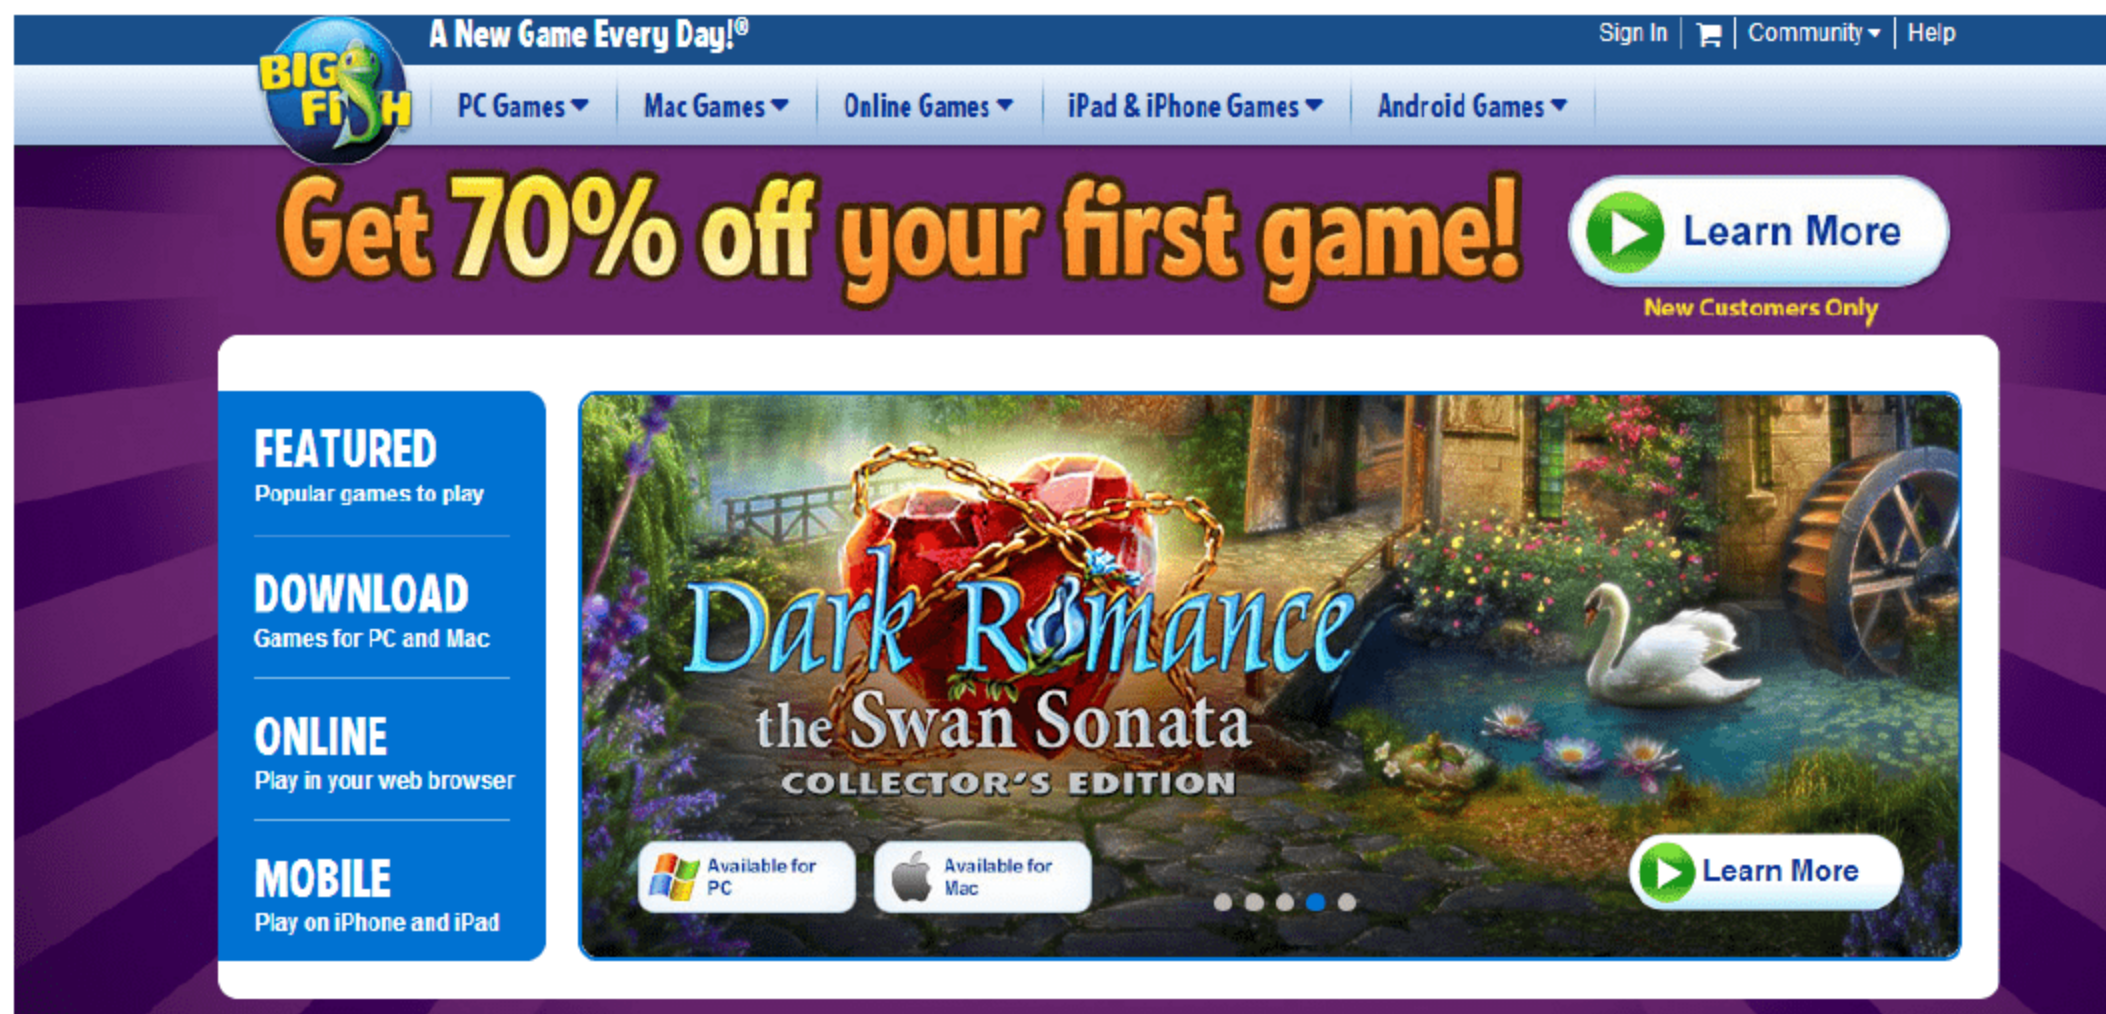 A New Game Every Day!®
Sign In
Community
Help
BIG
FISH
PC Games
Mac Games
Online Games
iPad & iPhone Games
Android Games
Get 70% off your first game!
Learn More
New Customers Only
FEATURED
Popular games to play
DOWNLOAD
Games for PC and Mac
ONLINE
Play in your web browser
MOBILE
Play on iPhone and iPad
Dark Romance
the Swan Sonata
COLLECTOR'S EDITION
Available for
PC
Available for
Mac
Learn More